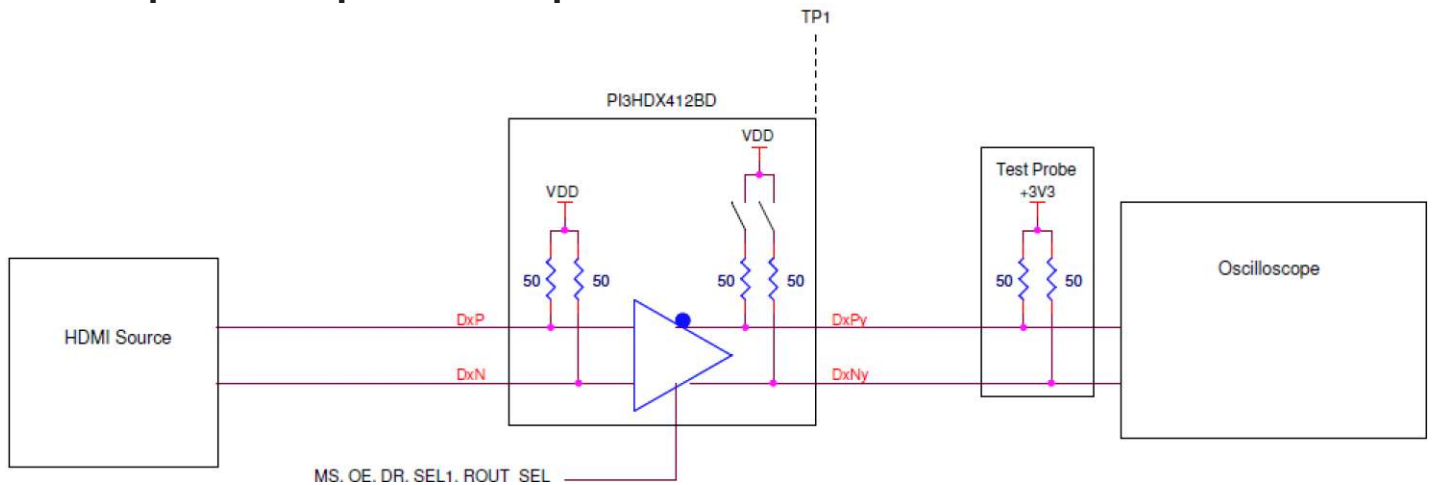 TP1
PI3HDX412BD
VDD
VDD
Test Probe
+3V3
50
50
50
50
50
50
HDMI Source
Oscilloscope
DxP
DxPy
DxN
DxNy
MS, OE, DR, SEL1, ROUT_SEL